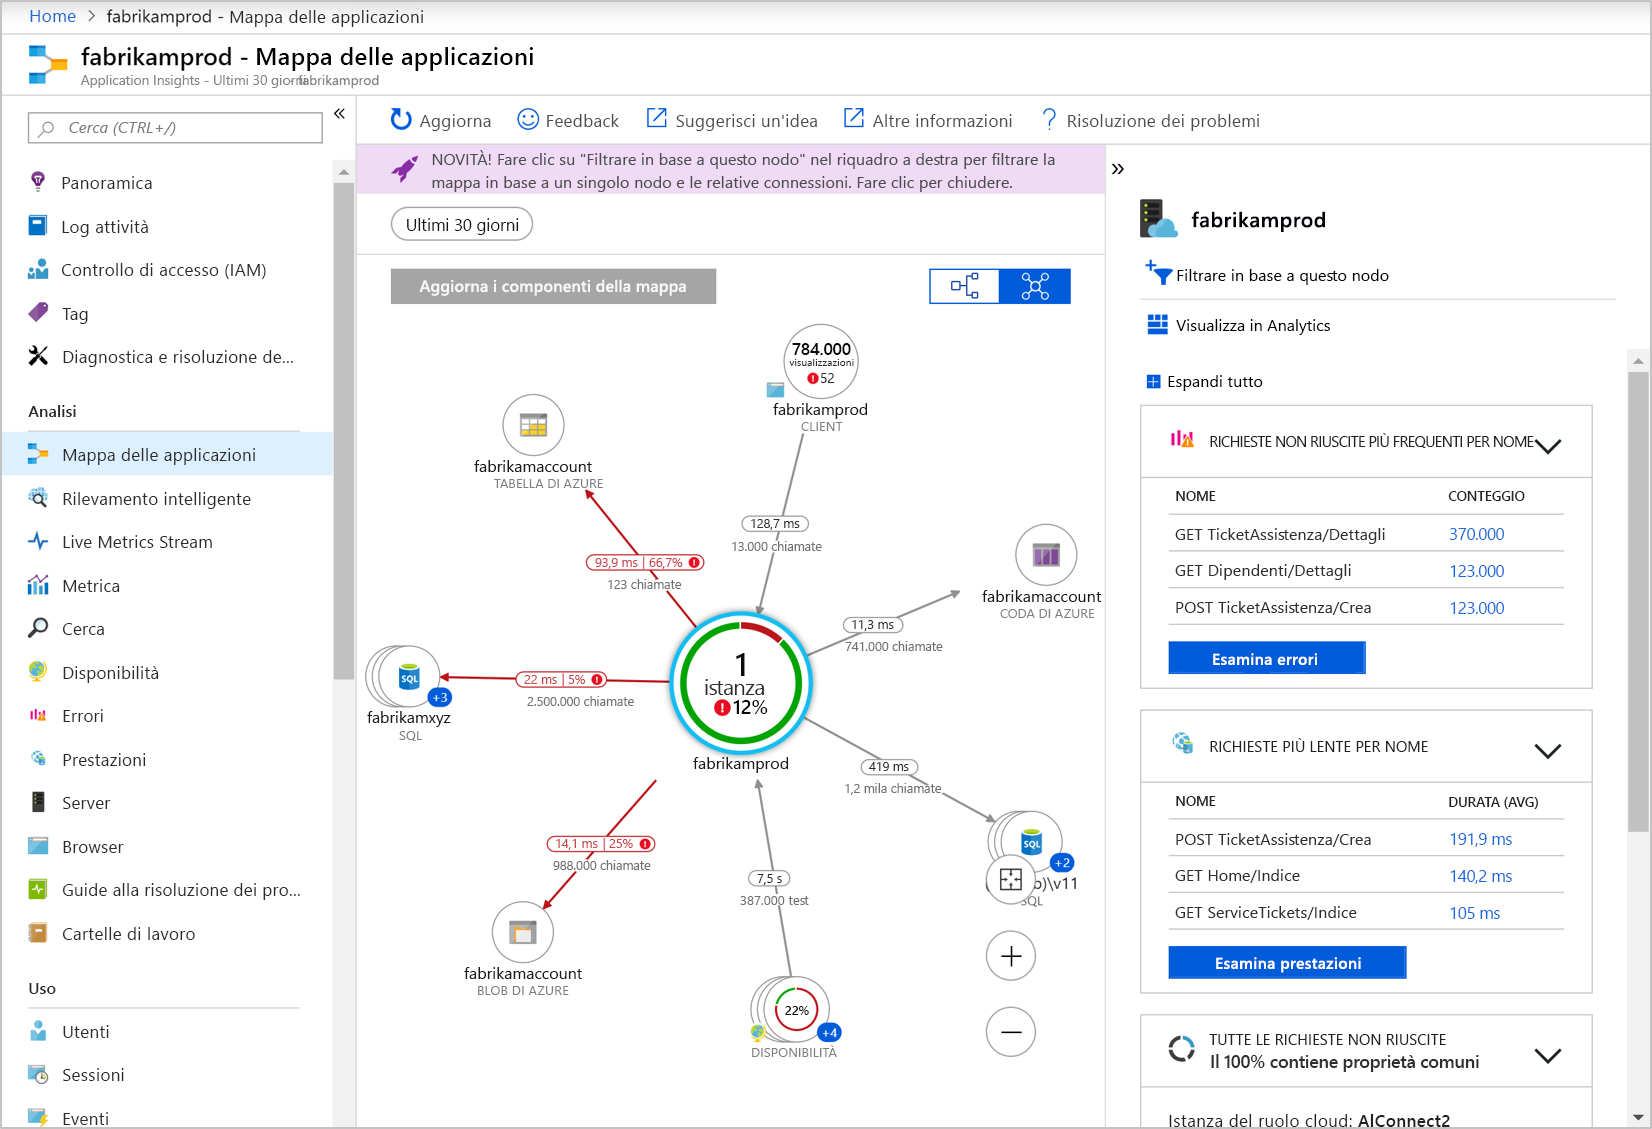 Home > fabrikamprod - Mappa delle applicazioni
fabrikamprod - Mappa delle applicazioni
Application Insights - Ultimi 30 giorni - fabrikamprod
Cerca (CTRL+/)
«
Panoramica
Log attività
Controllo di accesso (IAM)
Tag
Diagnostica e risoluzione de...
Analisi
Mappa delle applicazioni
Rilevamento intelligente
Live Metrics Stream
Metrica
Cerca
Disponibilità
Errori
Prestazioni
Server
Browser
Guide alla risoluzione dei pro...
Cartelle di lavoro
Uso
Utenti
Sessioni
Eventi
Aggiorna
Feedback
Suggerisci un'idea
Altre informazioni
? Risoluzione dei problemi
NOVITÀ! Fare clic su "Filtrare in base a questo nodo" nel riquadro a destra per filtrare la
mappa in base a un singolo nodo e le relative connessioni. Fare clic per chiudere.
Ultimi 30 giorni
Aggiorna i componenti della mappa
784.000
visualizzazioni
! 52
fabrikamprod
CLIENT
fabrikamaccount
TABELLA DI AZURE
128,7 ms
13.000 chiamate
93,9 ms | 66,7% !
123 chiamate
fabrikamaccount
CODA DI AZURE
11,3 ms
741.000 chiamate
SQL
+3
fabrikamxyz
SQL
22 ms | 5% !
2.500.000 chiamate
1
istanza
! 12%
fabrikamprod
419 ms
1,2 mila chiamate
14,1 ms | 25% !
988.000 chiamate
7,5 s
387.000 test
SQL
+2
b)\v11
SQL
fabrikamaccount
BLOB DI AZURE
22%
+4
DISPONIBILITÀ
»
fabrikamprod
Filtrare in base a questo nodo
Visualizza in Analytics
Espandi tutto
RICHIESTE NON RIUSCITE PIÙ FREQUENTI PER NOME
NOME CONTEGGIO
GET TicketAssistenza/Dettagli 370.000
GET Dipendenti/Dettagli 123.000
POST TicketAssistenza/Crea 123.000
Esamina errori
RICHIESTE PIÙ LENTE PER NOME
NOME DURATA (AVG)
POST TicketAssistenza/Crea 191,9 ms
GET Home/Indice 140,2 ms
GET ServiceTickets/Indice 105 ms
Esamina prestazioni
TUTTE LE RICHIESTE NON RIUSCITE
Il 100% contiene proprietà comuni
Istanza del ruolo cloud: AlConnect2